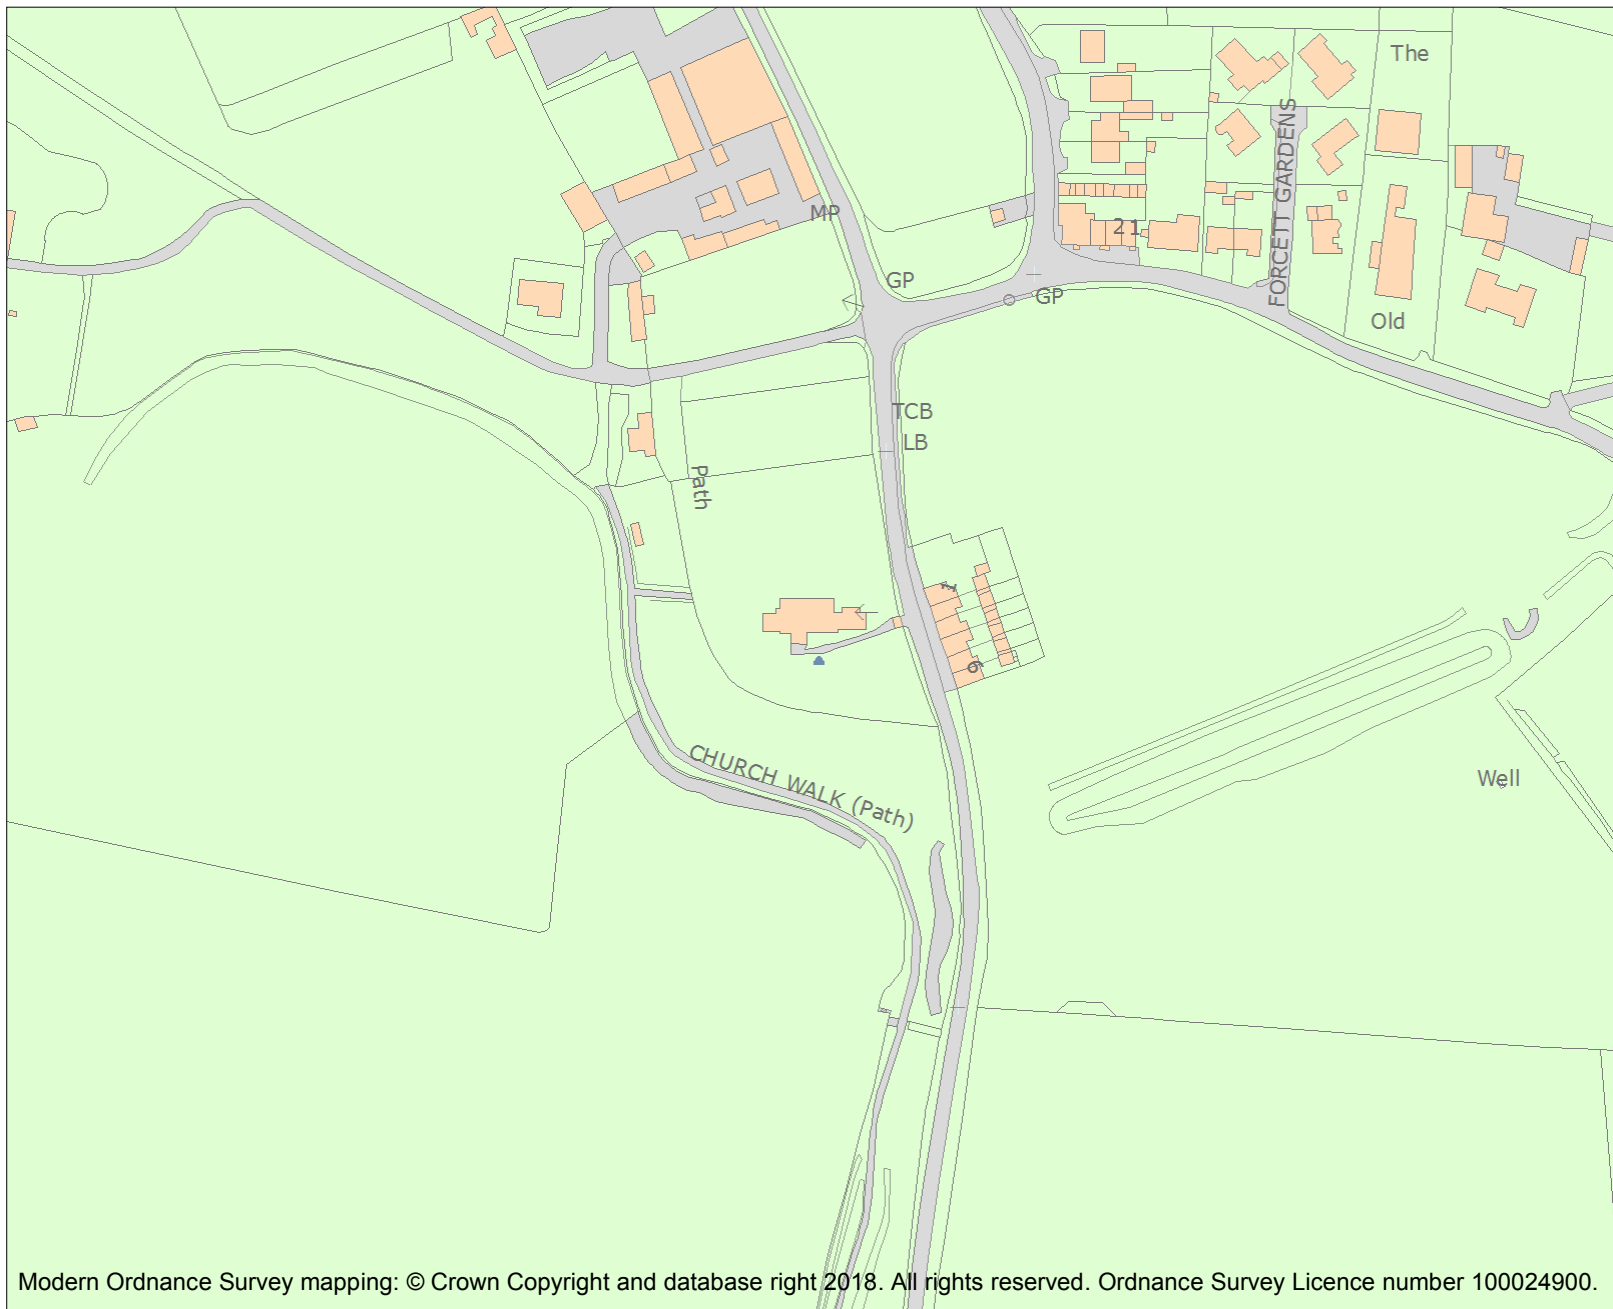 The
FORCETT GARDENS
MP
21
GP
GP
Old
TCB
LB
Path
1
6
CHURCH WALK (Path)
Well
Modern Ordnance Survey mapping: © Crown Copyright and database right 2018. All rights reserved. Ordnance Survey Licence number 100024900.